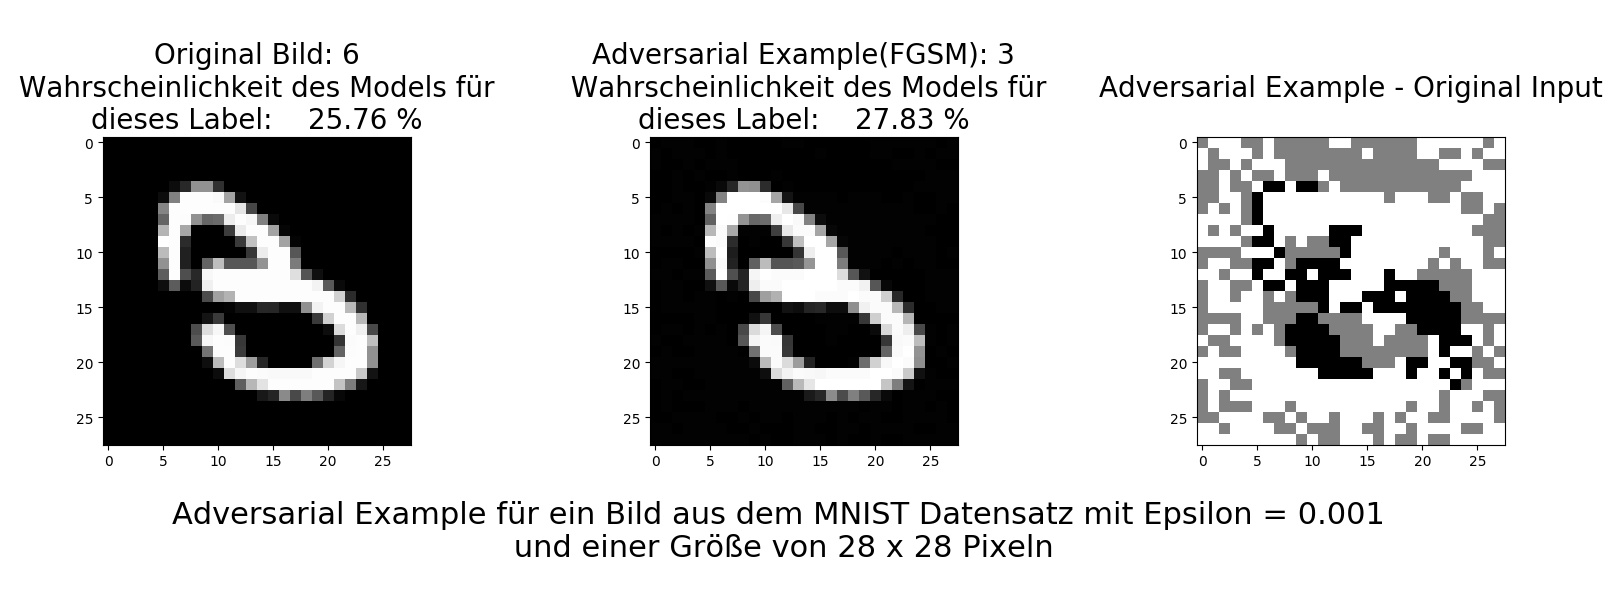 Original Bild: 6
Wahrscheinlichkeit des Models für
dieses Label: 25.76 %
Adversarial Example(FGSM): 3
Wahrscheinlichkeit des Models für
dieses Label: 27.83 %
Adversarial Example - Original Input
0
5
10
15
20
25
0 5 10 15 20 25
0
5
10
15
20
25
0 5 10 15 20 25
0
5
10
15
20
25
0 5 10 15 20 25
Adversarial Example für ein Bild aus dem MNIST Datensatz mit Epsilon = 0.001
und einer Größe von 28 x 28 Pixeln